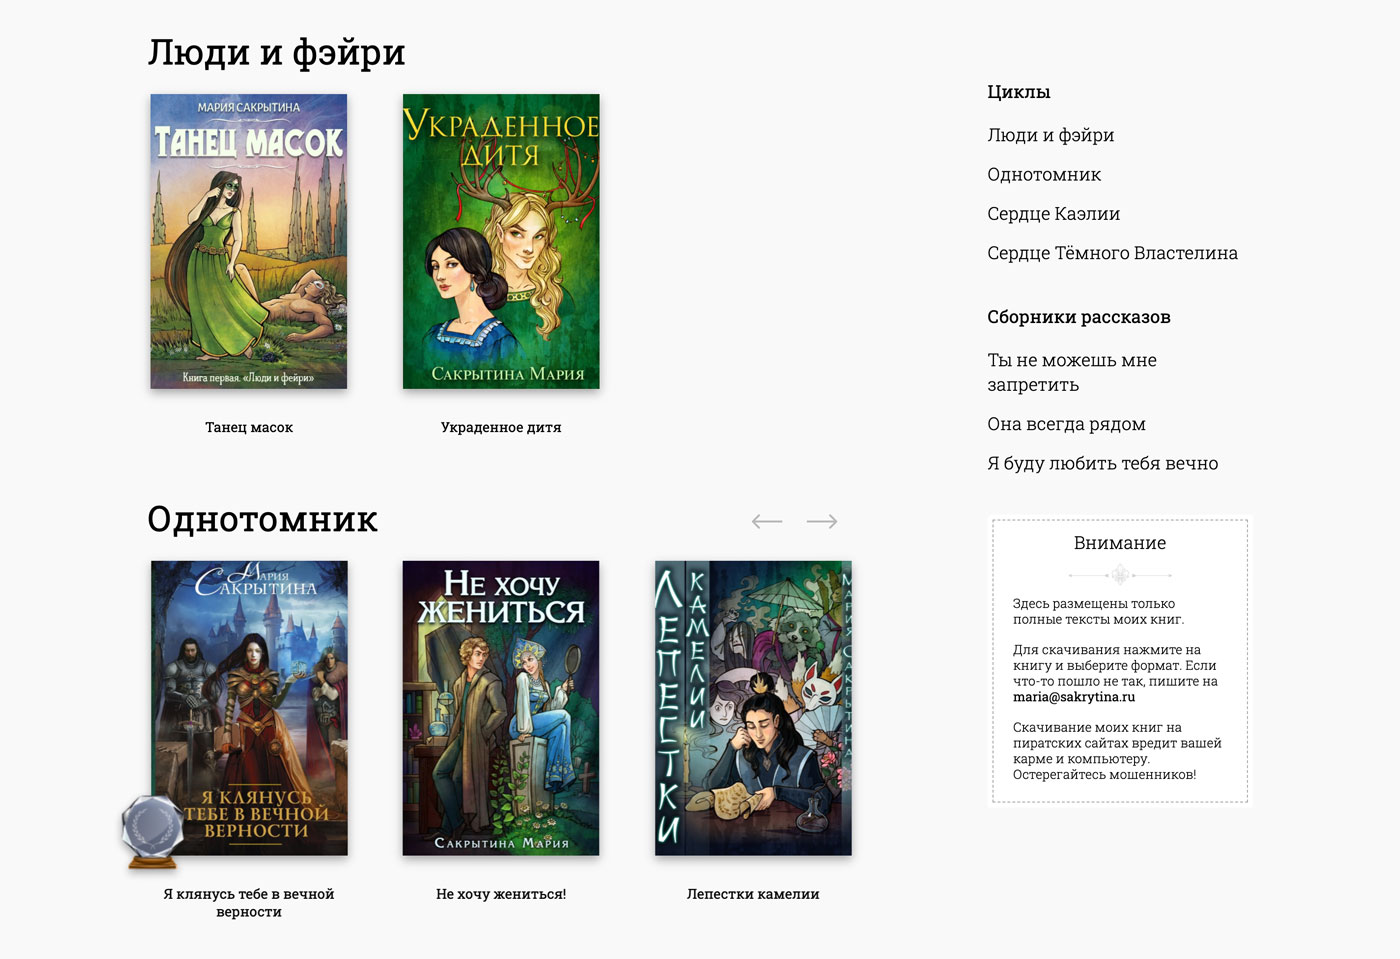 Люди и фэйри
МАРИЯ САКРЫТИНА
ТАНЕЦ МАСОК
Книга первая. «Люди и фейри»
Танец масок
УКРАДЕННОЕ
ДИТЯ
САКРЫТИНА МАРИЯ
Украденное дитя
Однотомник
МАРИЯ
САКРЫТИНА
Я КЛЯНУСЬ
ТЕБЕ В ВЕЧНОЙ
ВЕРНОСТИ
Я клянусь тебе в вечной
верности
НЕ ХОЧУ
ЖЕНИТЬСЯ
САКРЫТИНА МАРИЯ
Не хочу жениться!
ЛЕПЕСТКИ
КАМЕЛИИ
МАРИЯ САКРЫТИНА
Лепестки камелии
Циклы
Люди и фэйри
Однотомник
Сердце Каэлии
Сердце Тёмного Властелина
Сборники рассказов
Ты не можешь мне
запретить
Она всегда рядом
Я буду любить тебя вечно
Внимание
Здесь размещены только
полные тексты моих книг.
Для скачивания нажмите на
книгу и выберите формат. Если
что-то пошло не так, пишите на
maria@sakrytina.ru
Скачивание моих книг на
пиратских сайтах вредит вашей
карме и компьютеру.
Остерегайтесь мошенников!